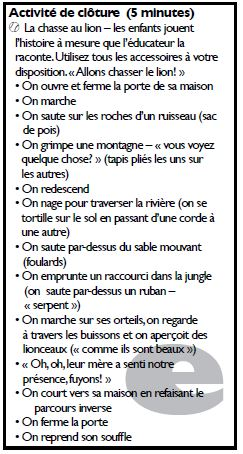 Activité de clôture (5 minutes)
La chasse au lion – les enfants jouent
l'histoire à mesure que l'éducateur la
raconte. Utilisez tous les accessoires à votre
disposition. « Allons chasser le lion! »
• On ouvre et ferme la porte de sa maison
• On marche
• On saute sur les roches d'un ruisseau (sac
de pois)
• On grimpe une montagne – « vous voyez
quelque chose? » (tapis pliés les uns sur
les autres)
• On redescend
• On nage pour traverser la rivière (on se
tortille sur le sol en passant d'une corde à
une autre)
• On saute par-dessus du sable mouvant
(foulards)
• On emprunte un raccourci dans la jungle
(on saute par-dessus un ruban –
« serpent »)
• On marche sur ses orteils, on regarde
à travers les buissons et on aperçoit des
lionceaux (« comme ils sont beaux »)
• « Oh, oh, leur mère a senti notre
présence, fuyons! »
• On court vers sa maison en refaisant le
parcours inverse
• On ferme la porte
• On reprend son souffle
e